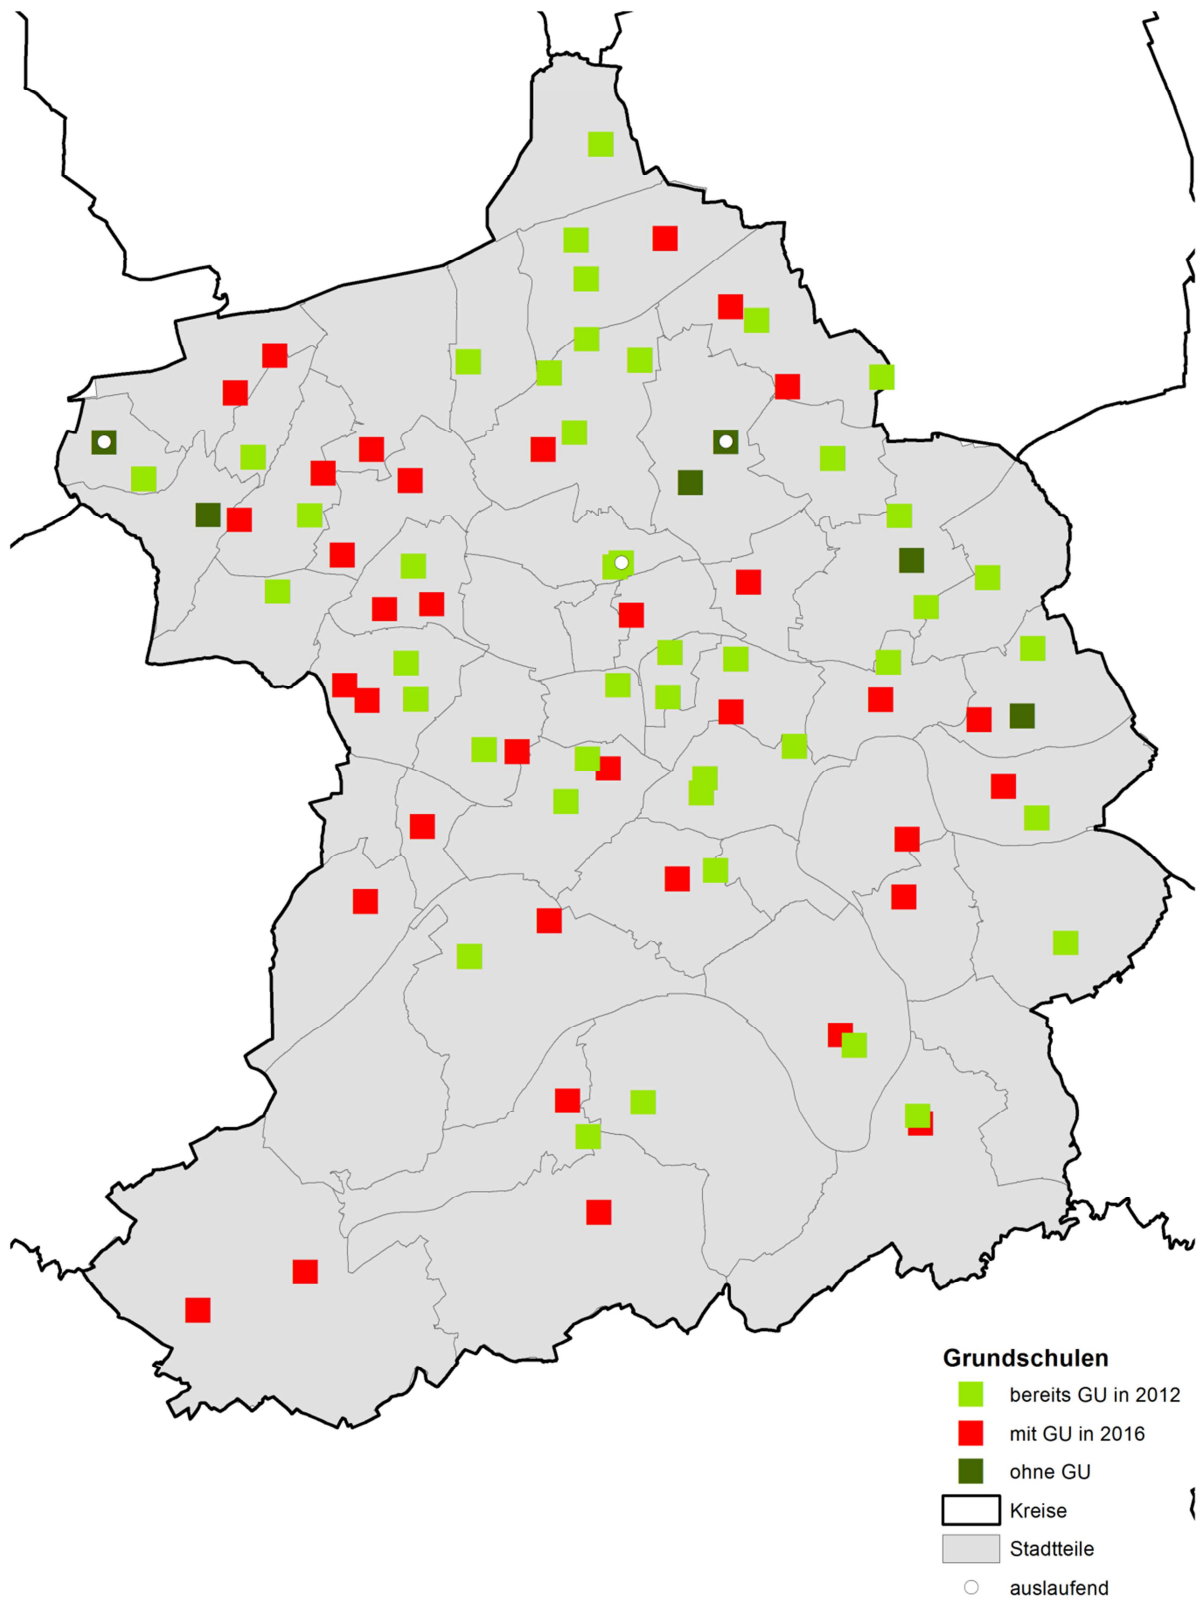 Grundschulen
bereits GU in 2012
mit GU in 2016
ohne GU
Kreise
Stadtteile
auslaufend